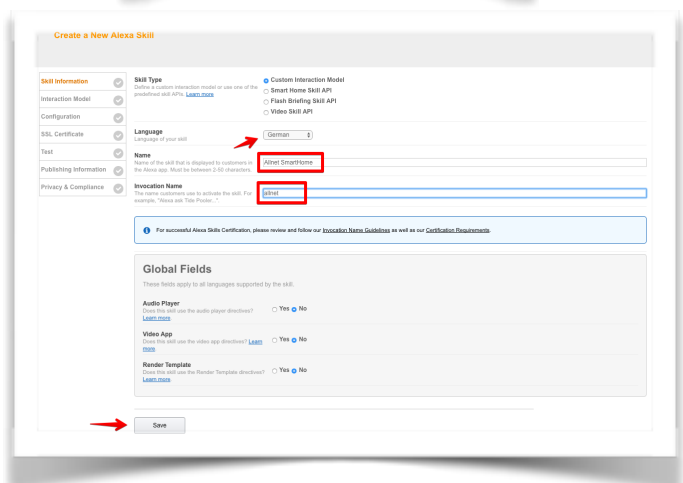 Create a New Alexa Skill
Skill Information
Interaction Model
Configuration
SSL Certificate
Test
Publishing Information
Privacy & Compliance
Skill Type
Define a custom interaction model or use one of the
predefined skill APIs. Learn more
Custom Interaction Model
Smart Home Skill API
Flash Briefing Skill API
Video Skill API
Language
Language of your skill
German
Name
Name of the skill that is displayed to customers in
the Alexa app. Must be between 2-50 characters.
Allnet SmartHome
Invocation Name
The name customers use to activate the skill. For
example, "Alexa ask Tide Pooler...".
allnet
For successful Alexa Skills Certification, please review and follow our Invocation Name Guidelines as well as our Certification Requirements.
Global Fields
These fields apply to all languages supported by the skill.
Audio Player
Does this skill use the audio player directives?
Learn more.
Yes No
Video App
Does this skill use the video app directives? Learn
more.
Yes No
Render Template
Does this skill use the Render Template directives?
Learn more.
Yes No
Save